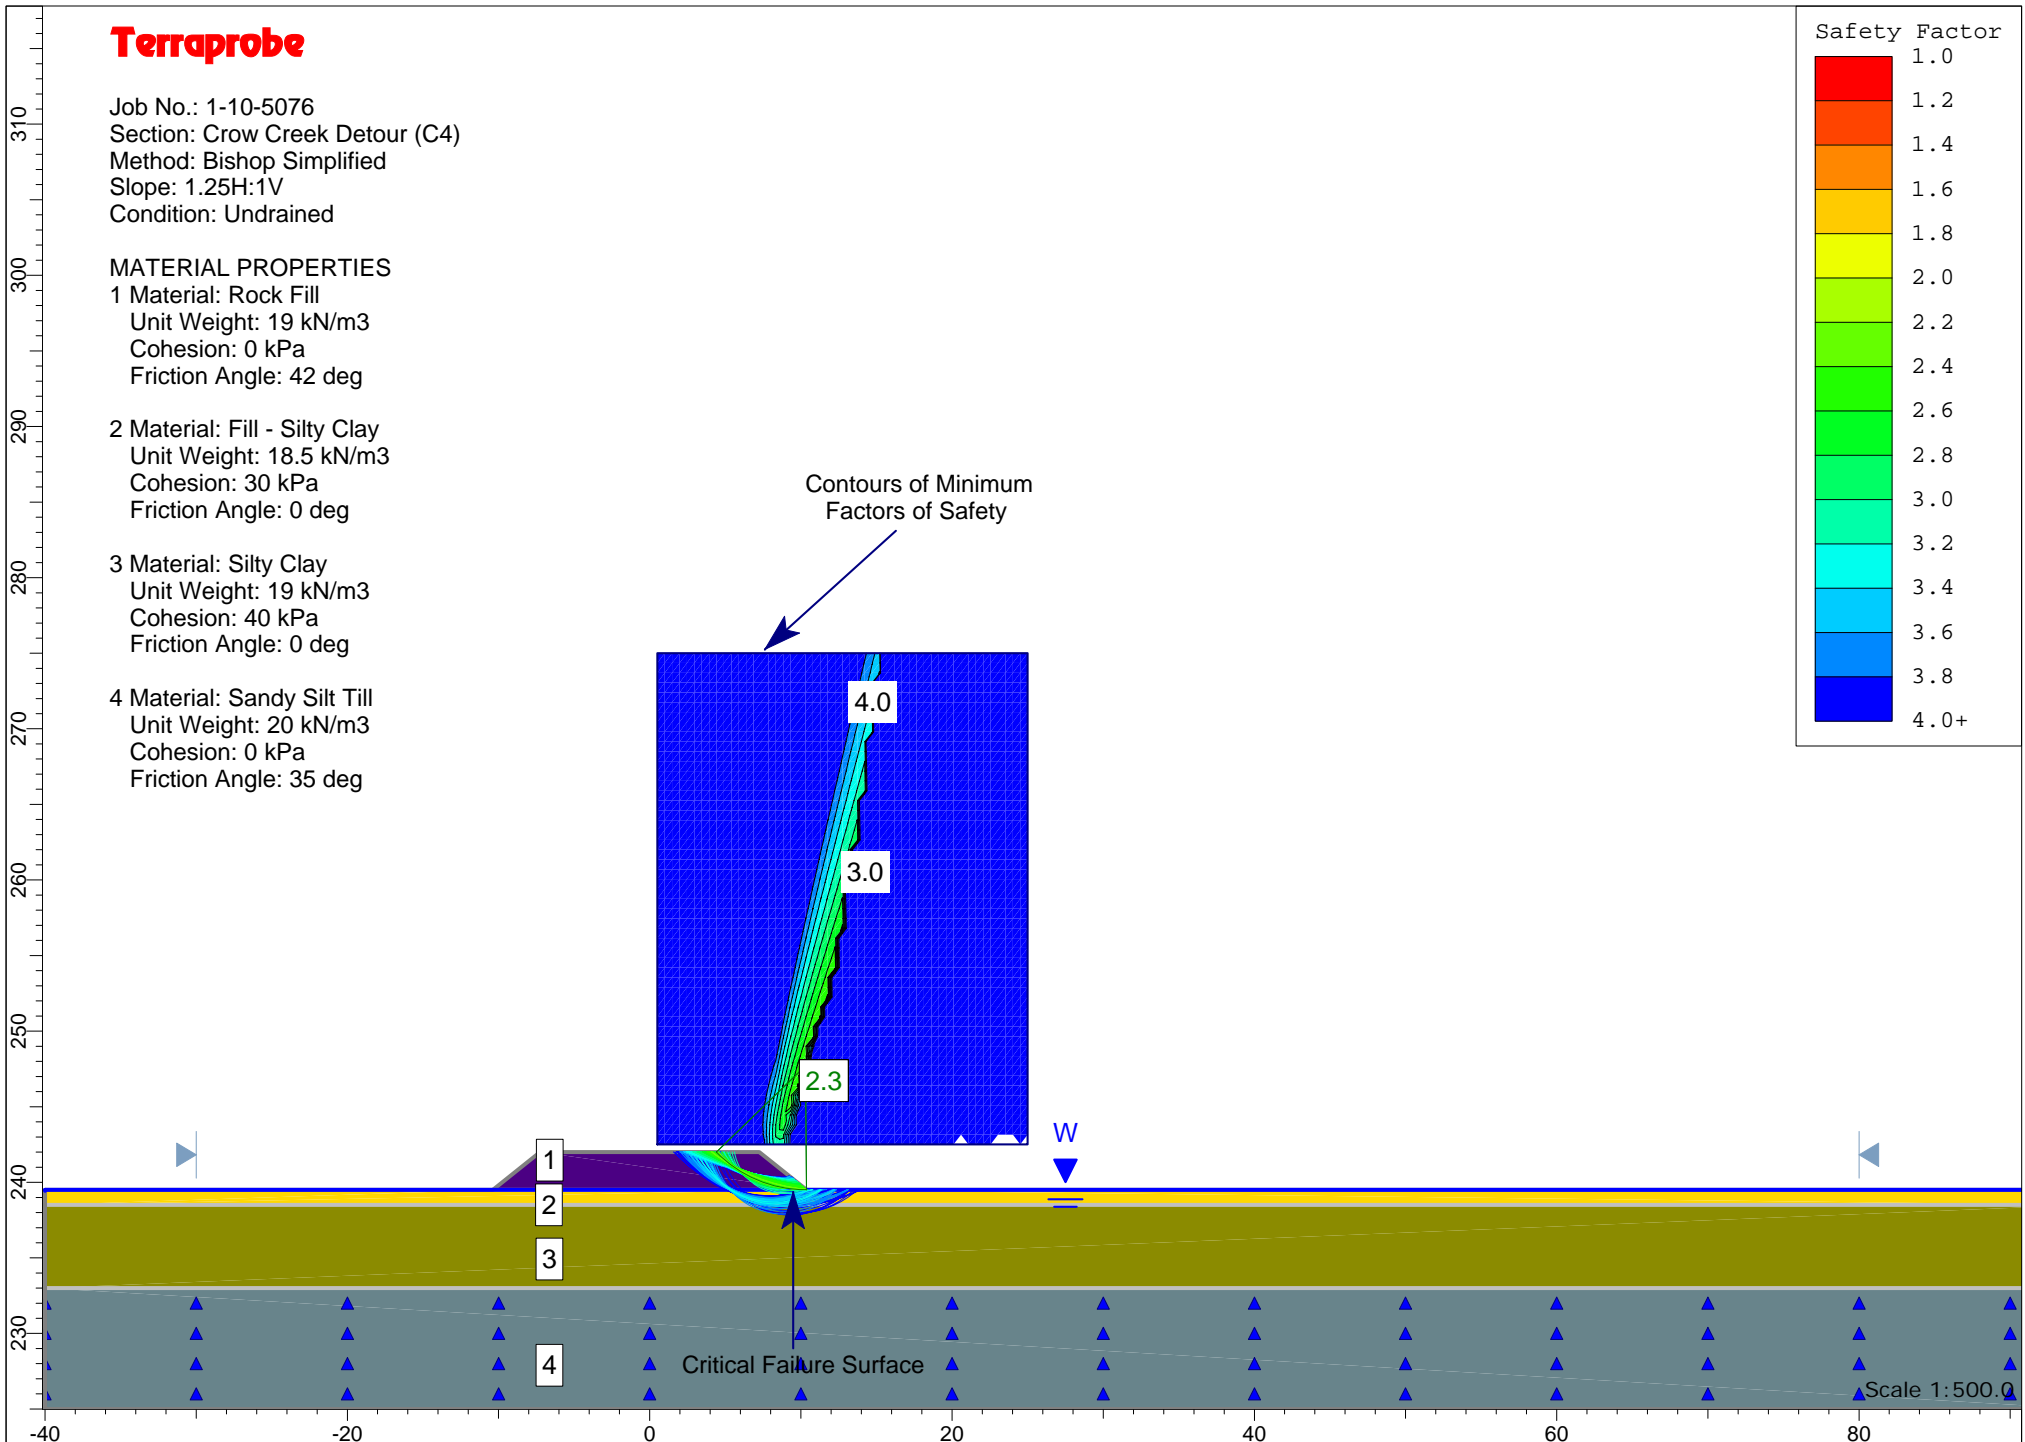 Terraprobe
Job No.: 1-10-5076
Section: Crow Creek Detour (C4)
Method: Bishop Simplified
Slope: 1.25H:1V
Condition: Undrained
MATERIAL PROPERTIES
1 Material: Rock Fill
Unit Weight: 19 kN/m3
Cohesion: 0 kPa
Friction Angle: 42 deg
2 Material: Fill - Silty Clay
Unit Weight: 18.5 kN/m3
Cohesion: 30 kPa
Friction Angle: 0 deg
3 Material: Silty Clay
Unit Weight: 19 kN/m3
Cohesion: 40 kPa
Friction Angle: 0 deg
4 Material: Sandy Silt Till
Unit Weight: 20 kN/m3
Cohesion: 0 kPa
Friction Angle: 35 deg
Safety Factor
1.0
1.2
1.4
1.6
1.8
2.0
2.2
2.4
2.6
2.8
3.0
3.2
3.4
3.6
3.8
4.0+
Contours of Minimum
Factors of Safety
4.0
3.0
2.3
W
1
2
3
4
Critical Failure Surface
Scale 1:500.0
310
300
290
280
270
260
250
240
230
-40
-20
0
20
40
60
80